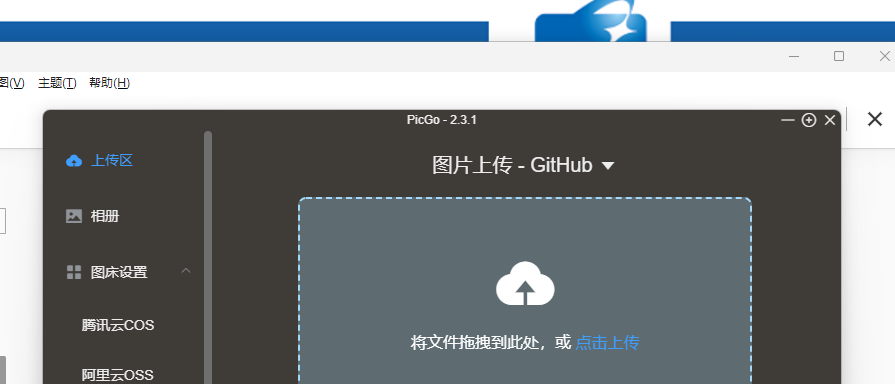 图(V) 主题(T) 帮助(H)
PicGo - 2.3.1
上传区
图片上传 - GitHub
相册
图床设置
腾讯云COS
将文件拖拽到此处，或 点击上传
阿里云OSS